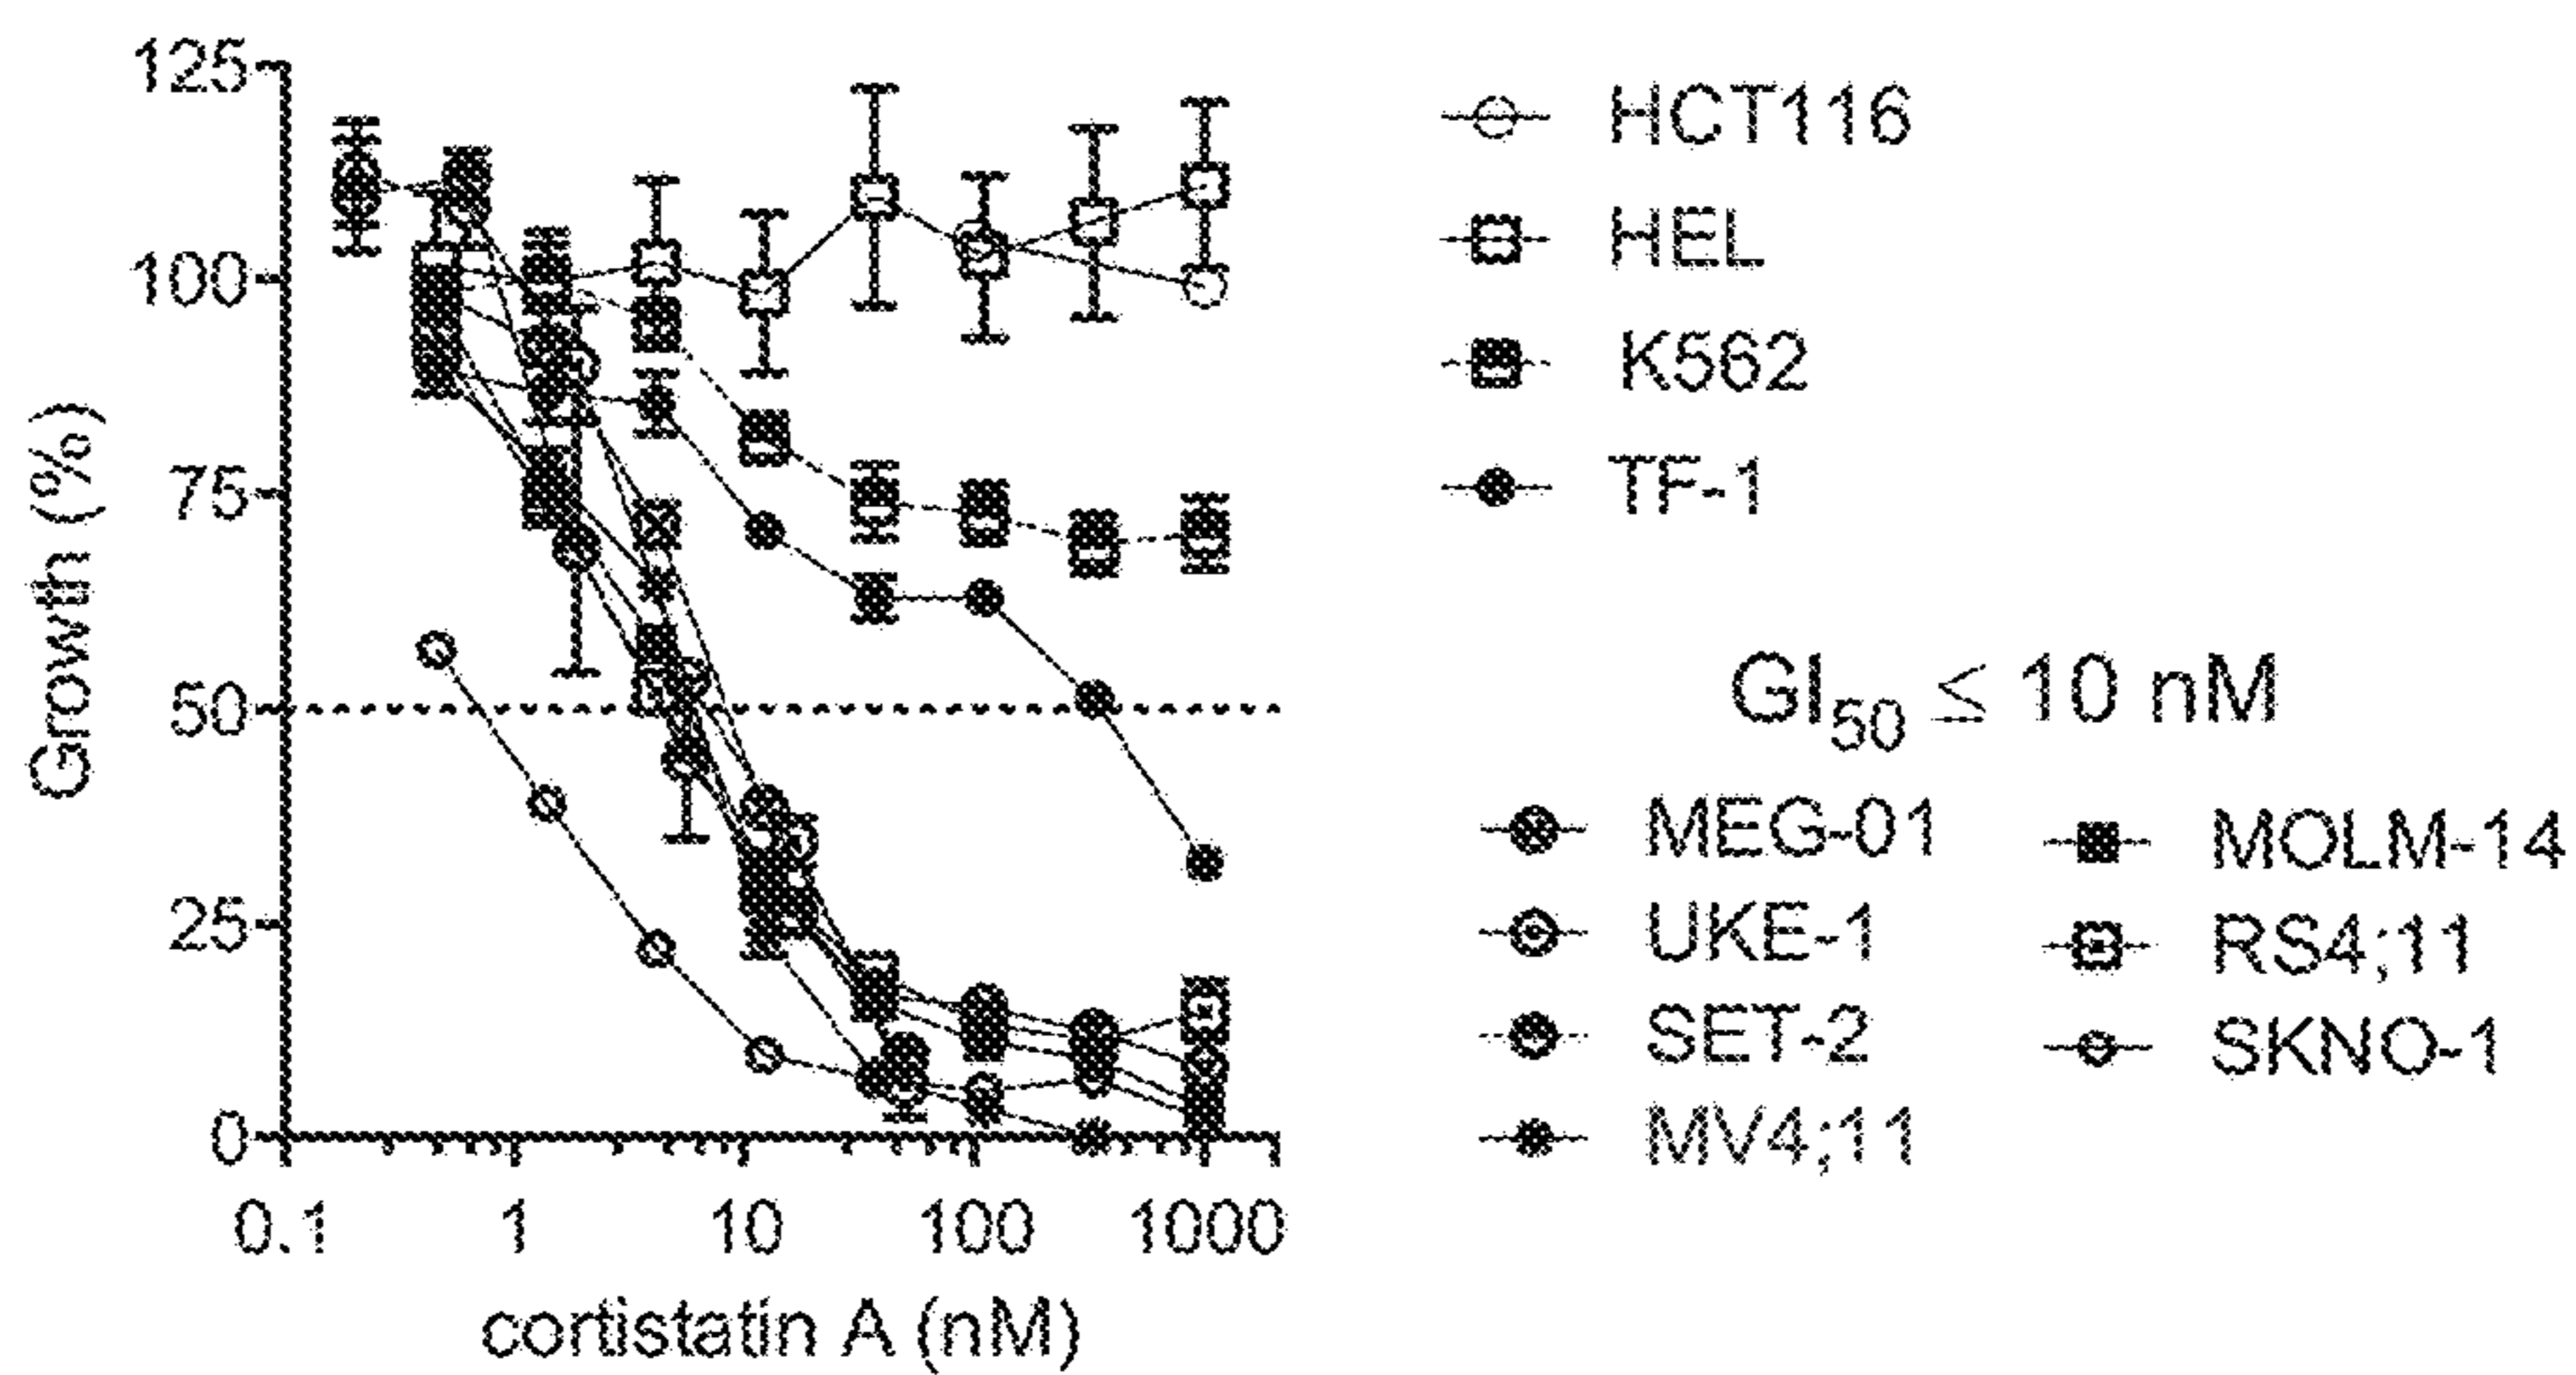 125
100
75
50
25
0
Growth (%)
0.1 1 10 100 1000
cortistatin A (nM)
HCT116
HEL
K562
TF-1
GI50 ≤ 10 nM
MEG-01 MOLM-14
UKE-1 RS4;11
SET-2 SKNO-1
MV4;11